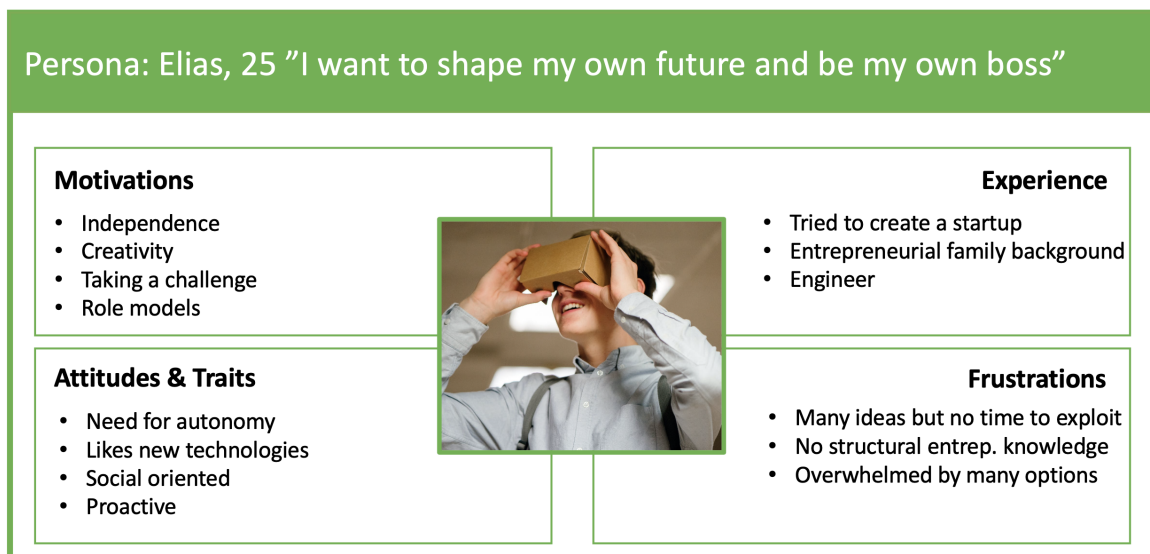 Persona: Elias, 25 ”I want to shape my own future and be my own boss”
Motivations
• Independence
• Creativity
• Taking a challenge
• Role models
Experience
• Tried to create a startup
• Entrepreneurial family background
• Engineer
Attitudes & Traits
• Need for autonomy
• Likes new technologies
• Social oriented
• Proactive
Frustrations
• Many ideas but no time to exploit
• No structural entrep. knowledge
• Overwhelmed by many options